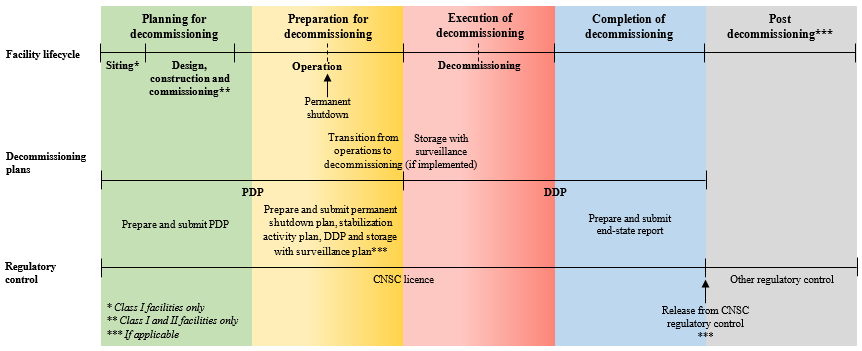 Planning for
decommissioning
Preparation for
decommissioning
Execution of
decommissioning
Completion of
decommissioning
Post
decommissioning***
Facility lifecycle
Siting*
Design,
construction and
commissioning**
Operation
Decommissioning
Permanent
shutdown
Transition from
operations to
decommissioning
Storage with
surveillance
(if implemented)
Decommissioning
plans
PDP
DDP
Prepare and submit PDP
Prepare and submit permanent
shutdown plan, stabilization
activity plan, DDP and storage
with surveillance plan***
Prepare and submit
end-state report
Regulatory
control
CNSC licence
Other regulatory control
* Class I facilities only
** Class I and II facilities only
*** If applicable
Release from CNSC
regulatory control
***